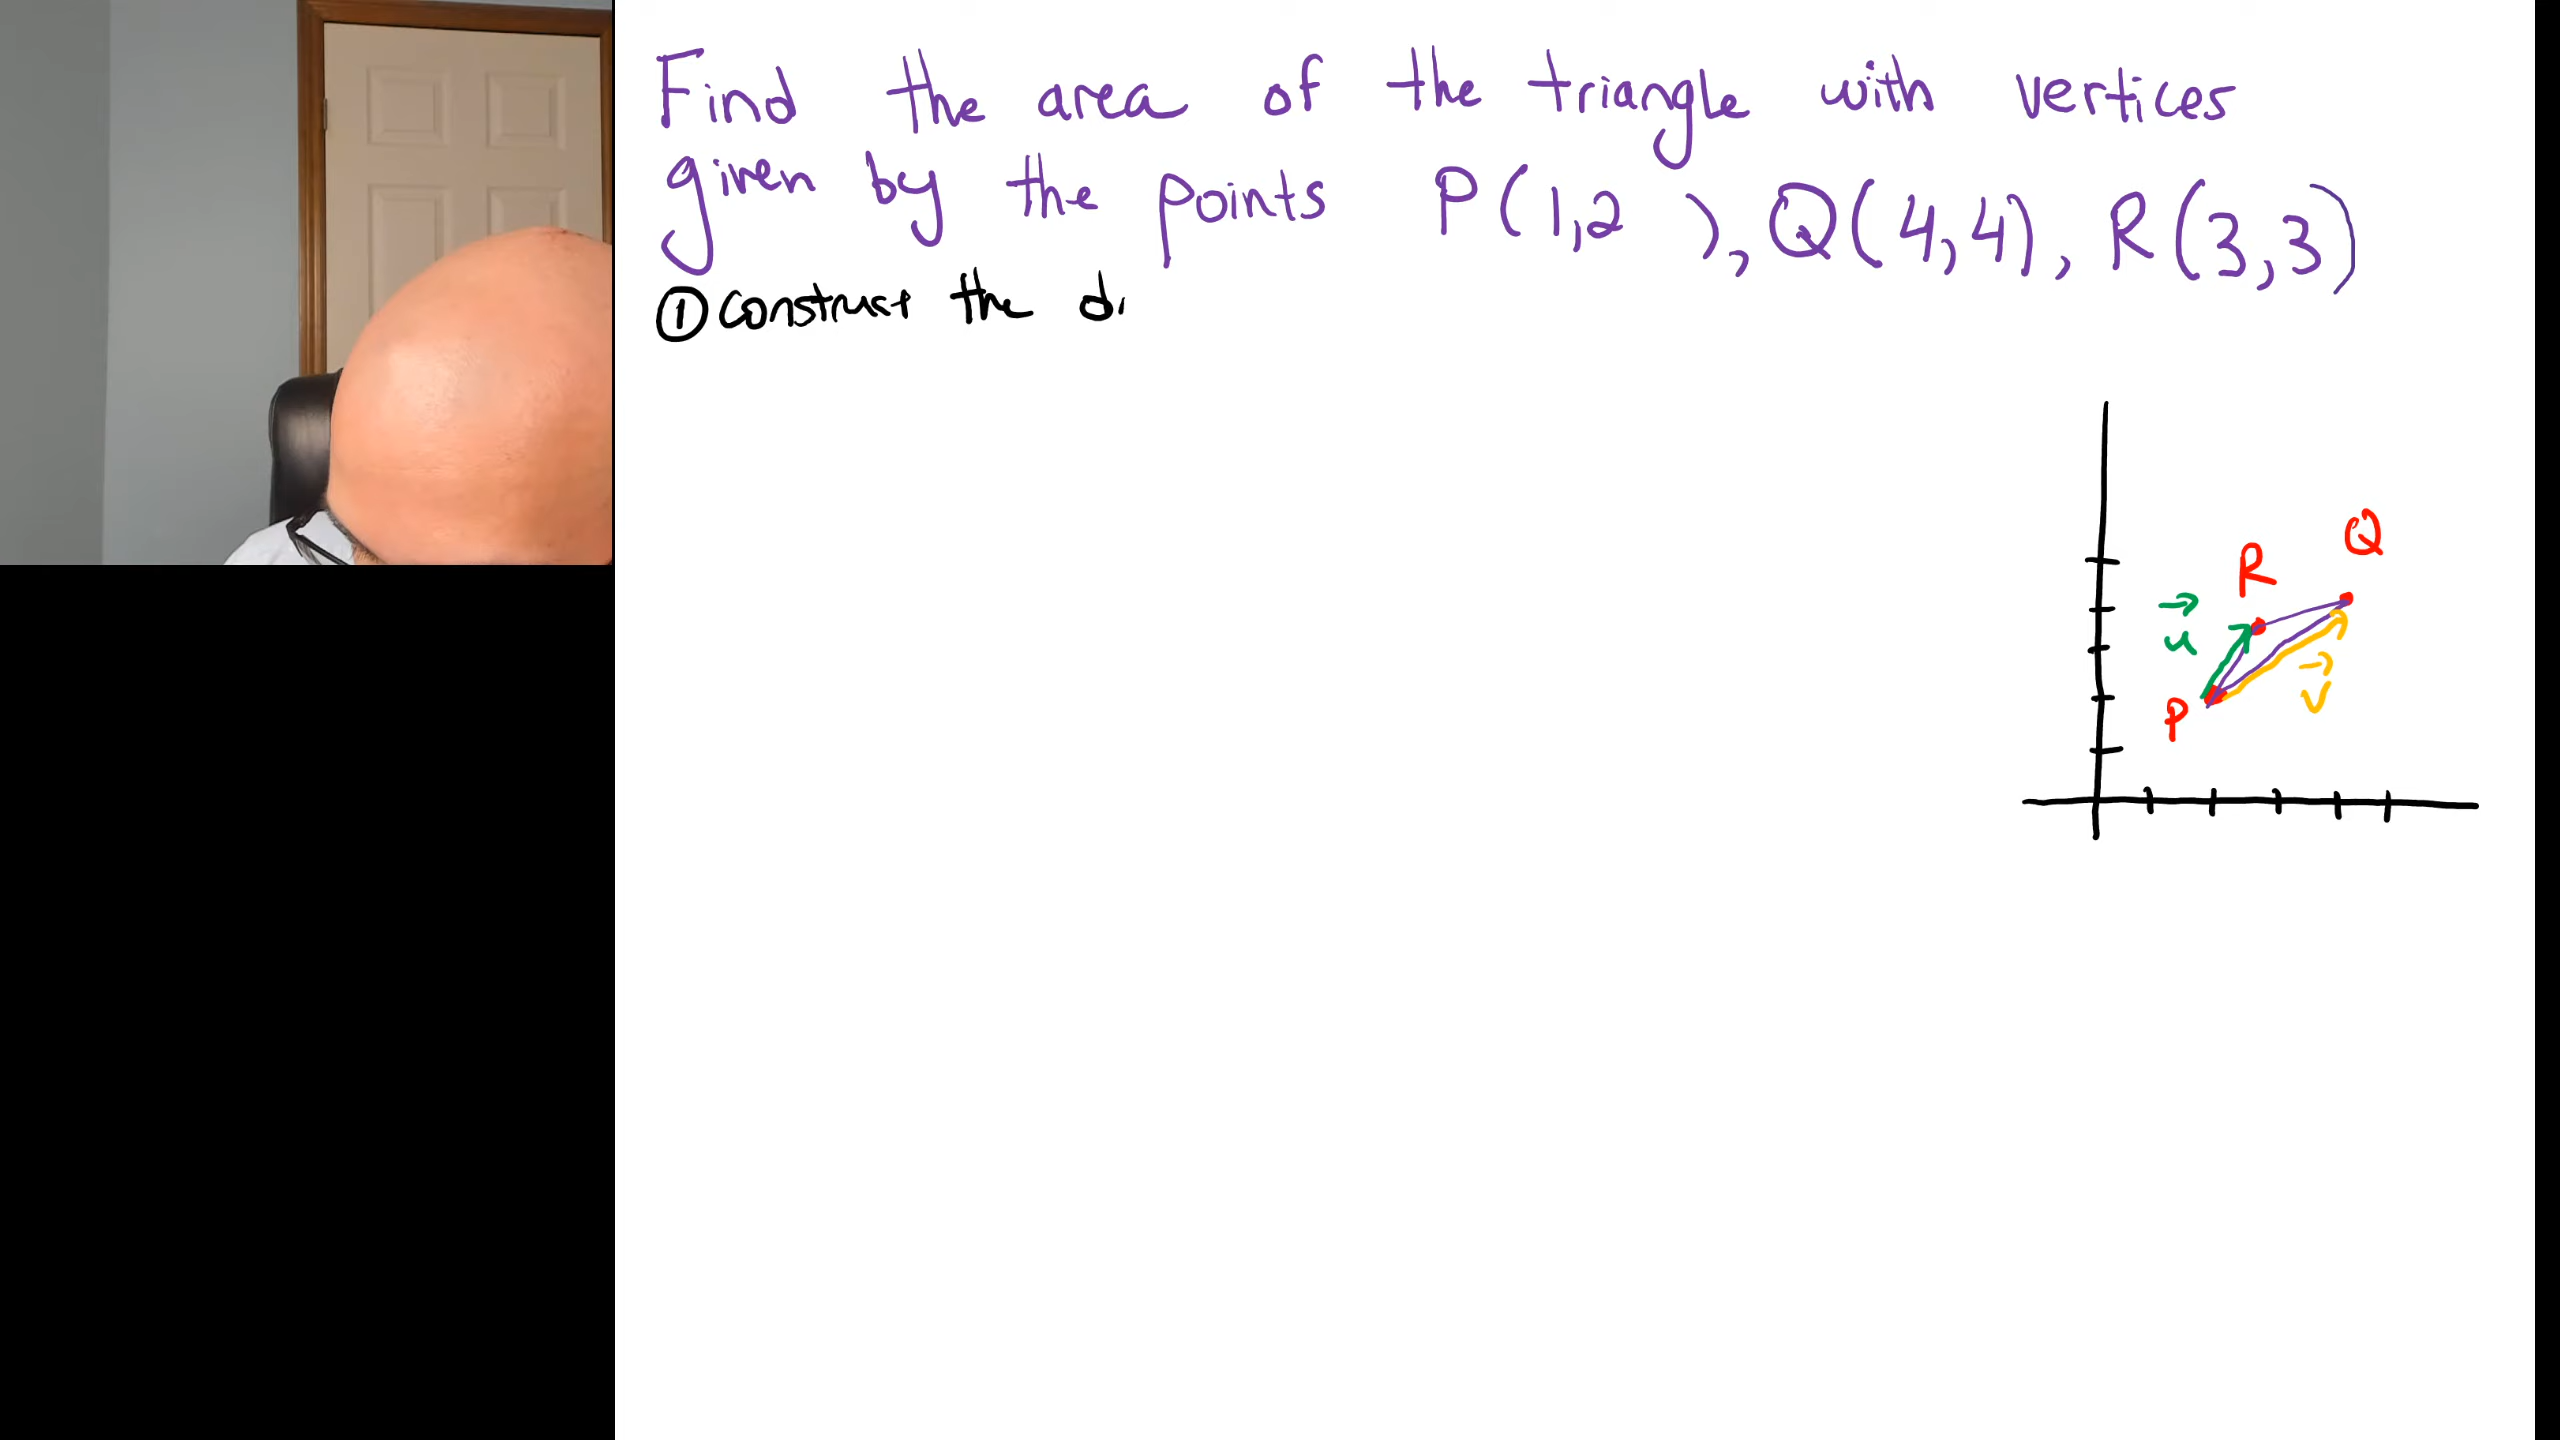 Find the area of the triangle with vertices
given by the points P(1,2 ), Q(4,4), R(3,3)
① construct the di
Q
R
u
v
P